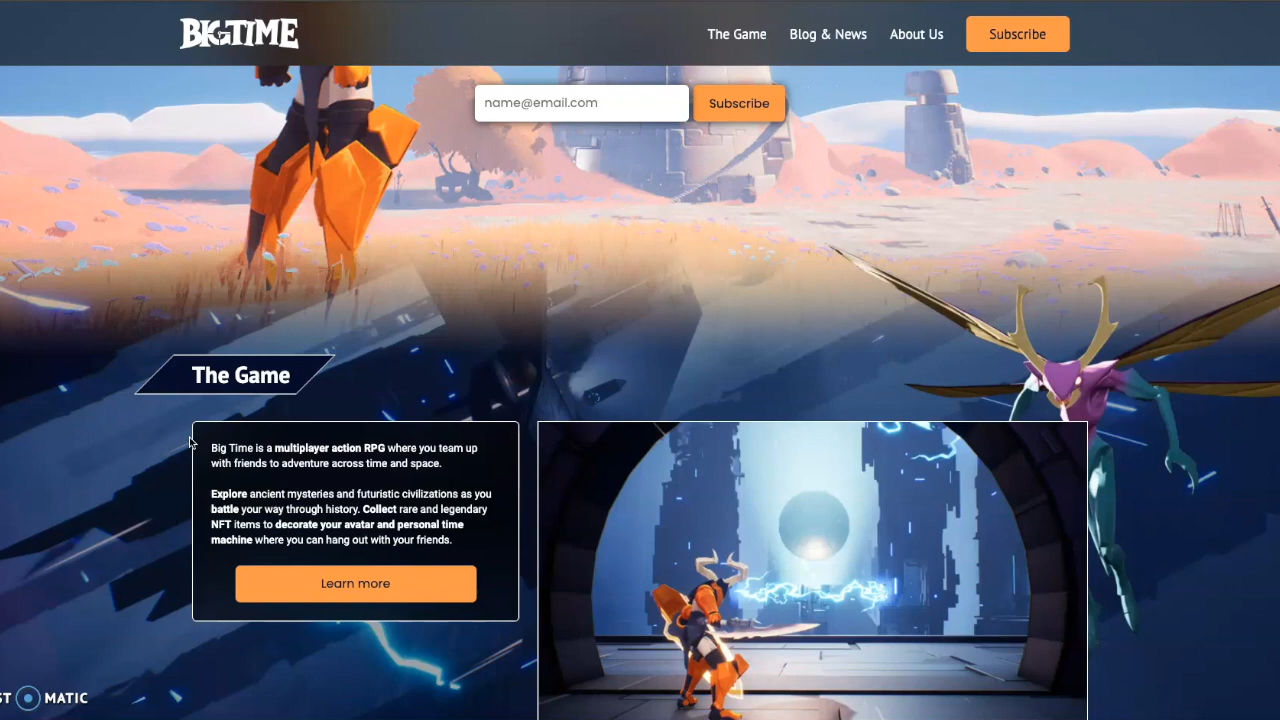 BIGTIME
The Game
Blog & News
About Us
Subscribe
name@email.com
Subscribe
The Game
Big Time is a multiplayer action RPG where you team up
with friends to adventure across time and space.
Explore ancient mysteries and futuristic civilizations as you
battle your way through history. Collect rare and legendary
NFT items to decorate your avatar and personal time
machine where you can hang out with your friends.
Learn more
ST MATIC